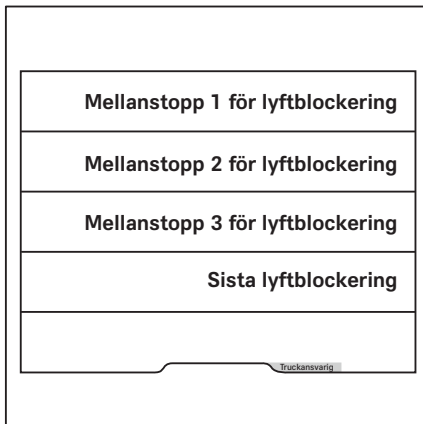 Mellanstopp 1 för lyftblockering
Mellanstopp 2 för lyftblockering
Mellanstopp 3 för lyftblockering
Sista lyftblockering
Truckansvarig